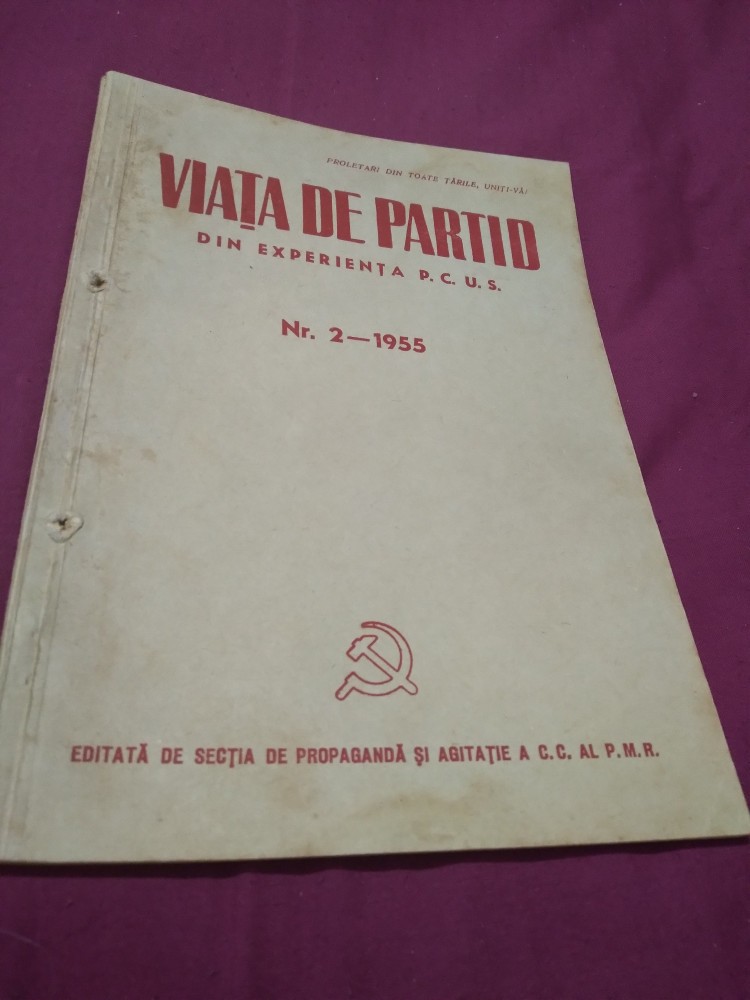 PROLETARI DIN TOATE ȚĂRILE, UNIȚI-VĂ!
VIAȚA DE PARTID
DIN EXPERIENȚA P.C.U.S.
Nr. 2—1955
EDITATĂ DE SECȚIA DE PROPAGANDĂ ȘI AGITAȚIE A C.C. AL P.M.R.